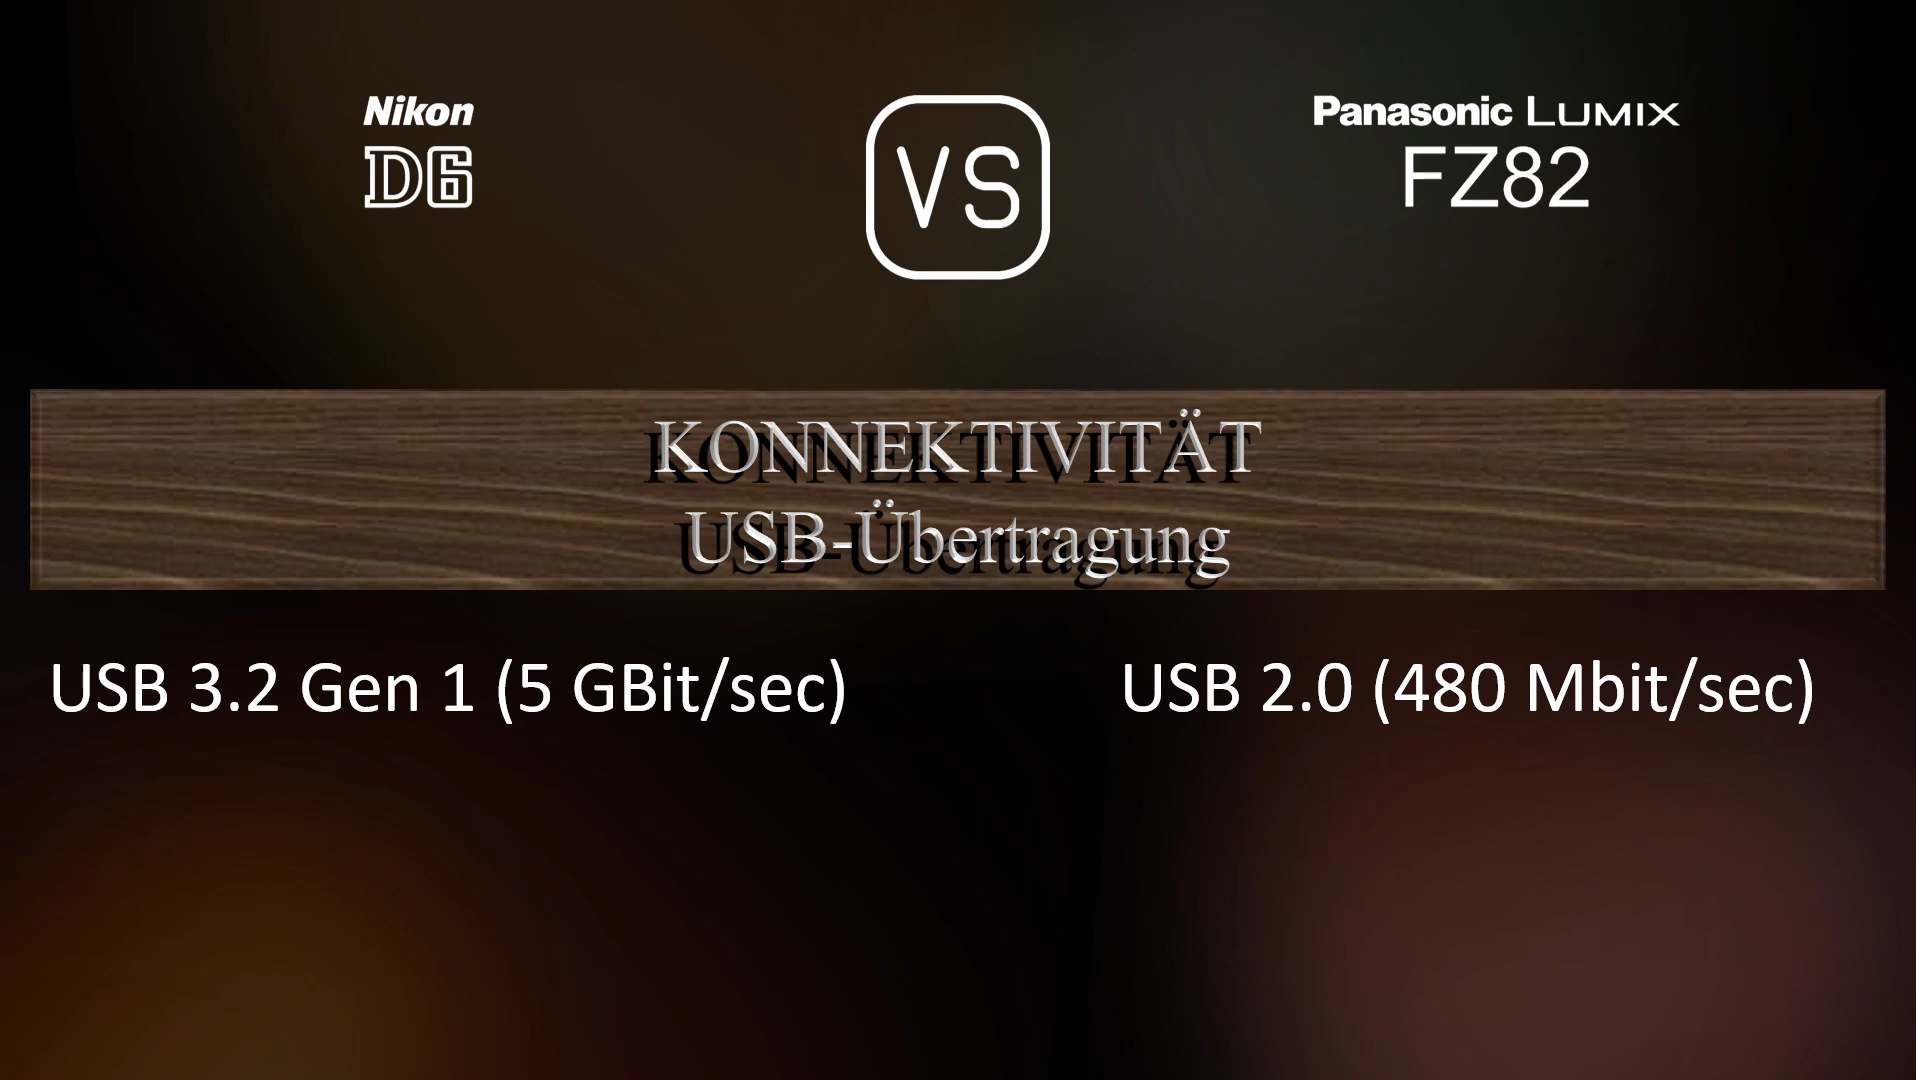 Nikon
D6
VS
Panasonic LUMIX
FZ82
KONNEKTIVITÄT
USB-Übertragung
USB 3.2 Gen 1 (5 GBit/sec)
USB 2.0 (480 Mbit/sec)